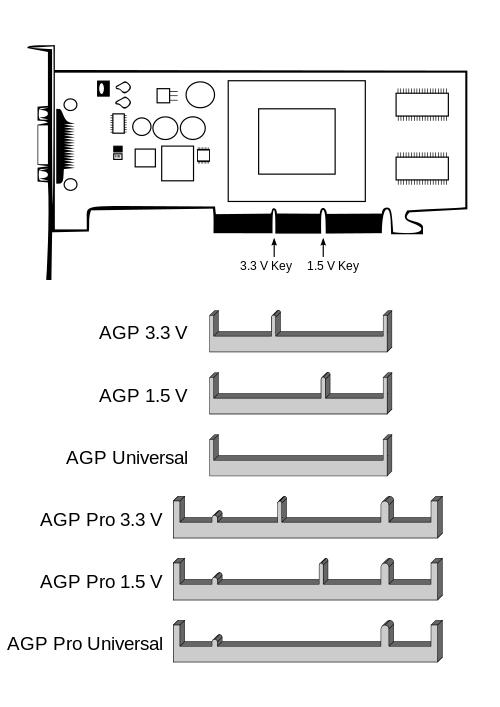 3.3 V Key 1.5 V Key
AGP 3.3 V
AGP 1.5 V
AGP Universal
AGP Pro 3.3 V
AGP Pro 1.5 V
AGP Pro Universal